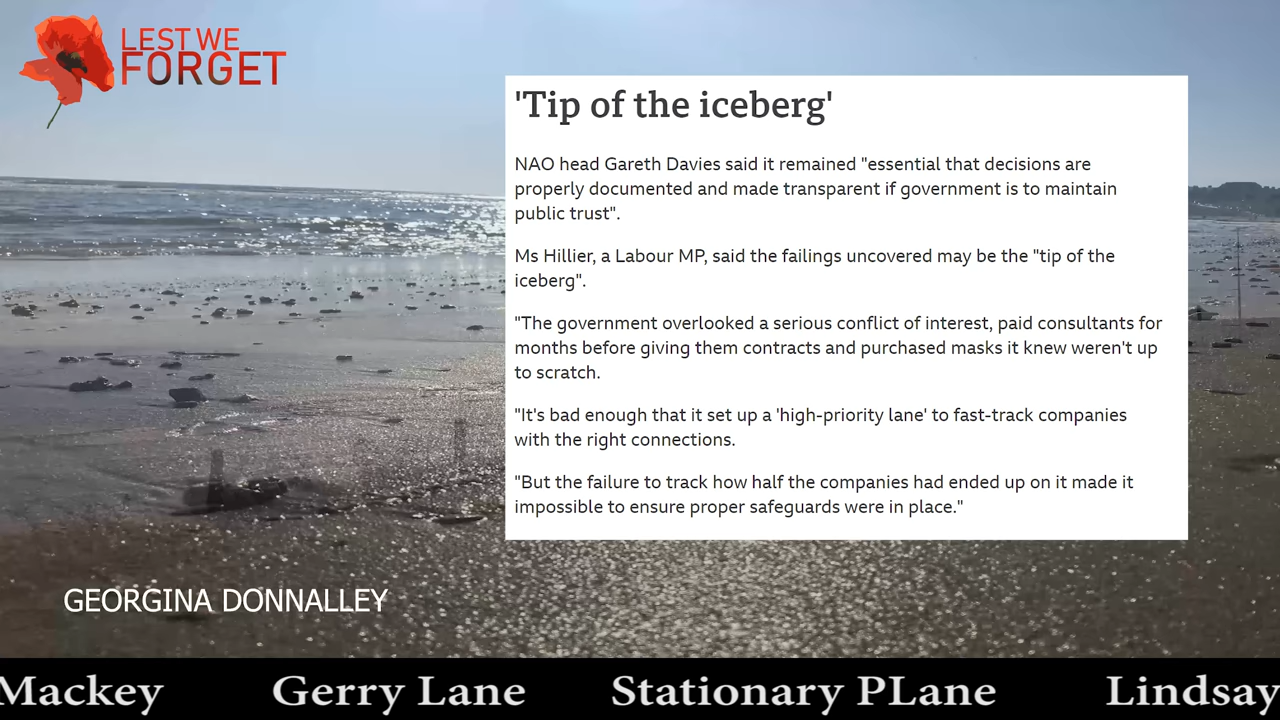 LEST WE
FORGET
'Tip of the iceberg'
NAO head Gareth Davies said it remained "essential that decisions are
properly documented and made transparent if government is to maintain
public trust".
Ms Hillier, a Labour MP, said the failings uncovered may be the "tip of the
iceberg".
"The government overlooked a serious conflict of interest, paid consultants for
months before giving them contracts and purchased masks it knew weren't up
to scratch.
"It's bad enough that it set up a 'high-priority lane' to fast-track companies
with the right connections.
"But the failure to track how half the companies had ended up on it made it
impossible to ensure proper safeguards were in place."
GEORGINA DONNALLEY
Mackey Gerry Lane Stationary PLane Lindsay